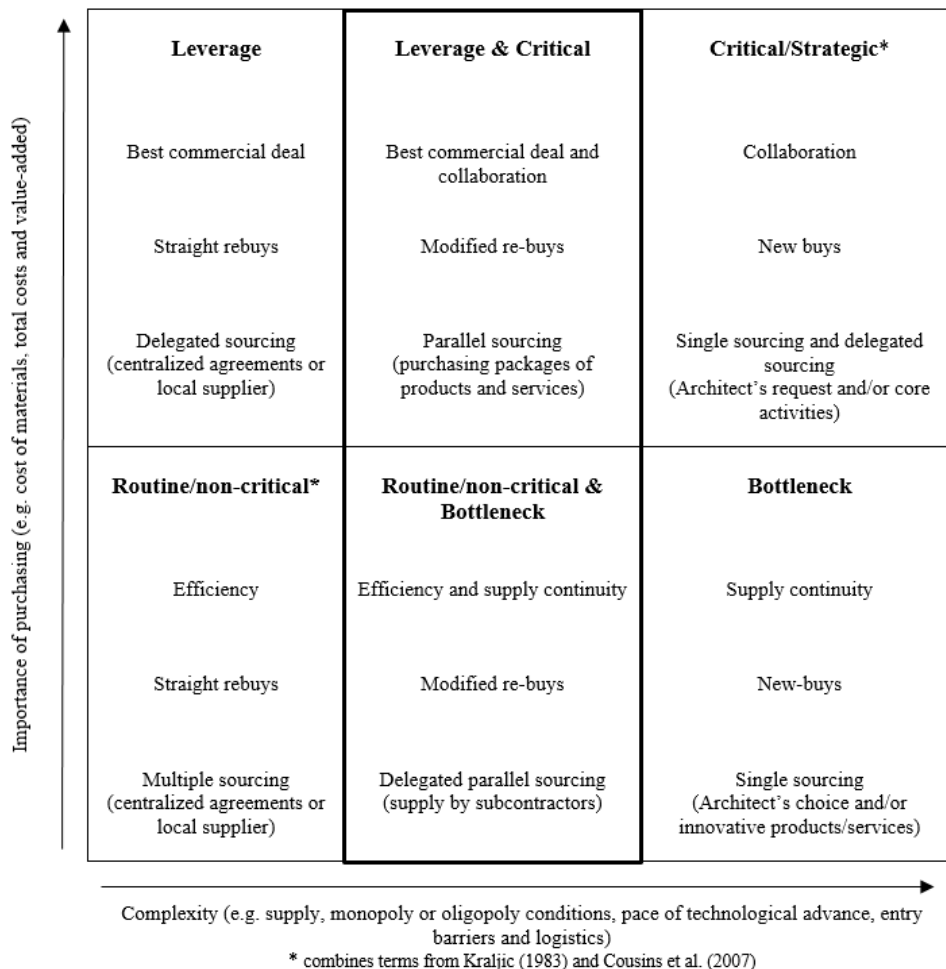 Importance of purchasing (e.g. cost of materials, total costs and value-added)
Leverage
Best commercial deal
Straight rebuys
Delegated sourcing
(centralized agreements or
local supplier)
Leverage & Critical
Best commercial deal and
collaboration
Modified re-buys
Parallel sourcing
(purchasing packages of
products and services)
Critical/Strategic*
Collaboration
New buys
Single sourcing and delegated
sourcing
(Architect's request and/or core
activities)
Routine/non-critical*
Efficiency
Straight rebuys
Multiple sourcing
(centralized agreements or
local supplier)
Routine/non-critical &
Bottleneck
Efficiency and supply continuity
Modified re-buys
Delegated parallel sourcing
(supply by subcontractors)
Bottleneck
Supply continuity
New-buys
Single sourcing
(Architect's choice and/or
innovative products/services)
Complexity (e.g. supply, monopoly or oligopoly conditions, pace of technological advance, entry
barriers and logistics)
* combines terms from Kraljic (1983) and Cousins et al. (2007)